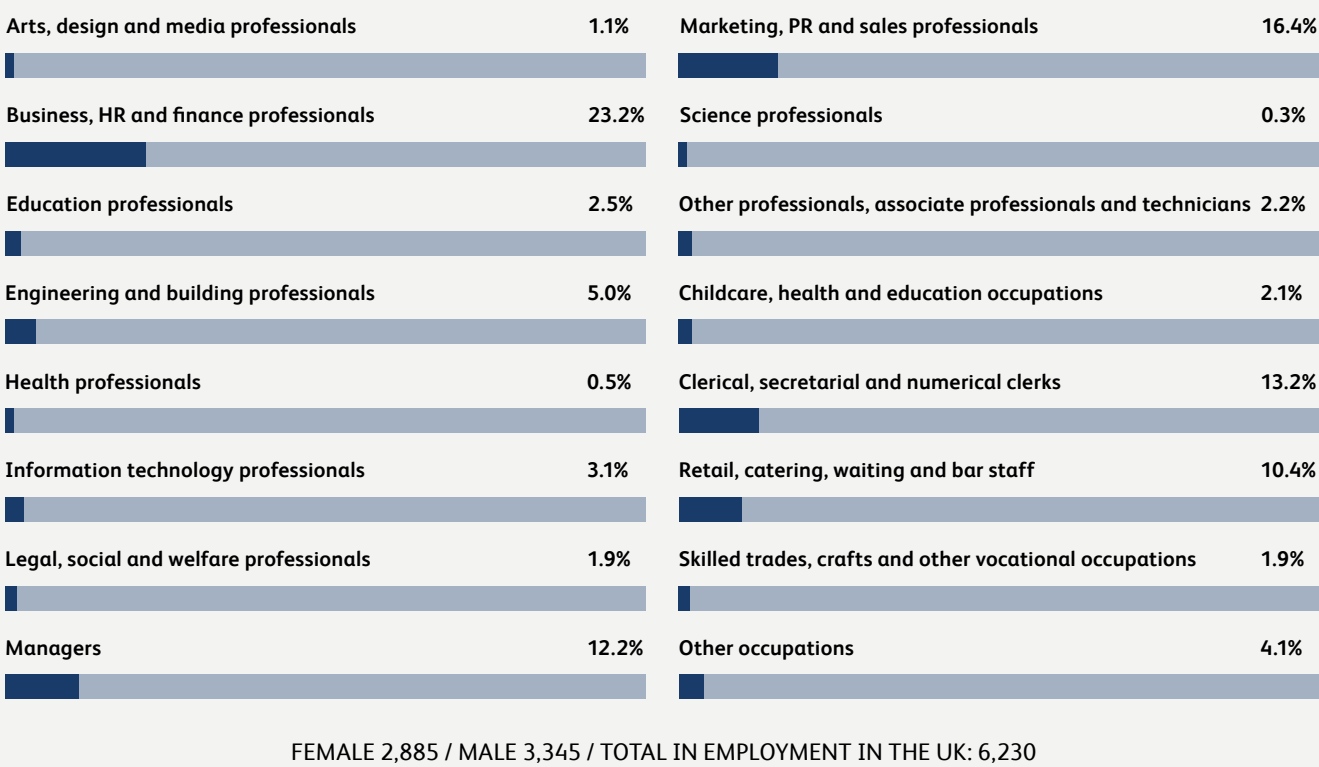 Arts, design and media professionals 1.1%
Business, HR and finance professionals 23.2%
Education professionals 2.5%
Engineering and building professionals 5.0%
Health professionals 0.5%
Information technology professionals 3.1%
Legal, social and welfare professionals 1.9%
Managers 12.2%
Marketing, PR and sales professionals 16.4%
Science professionals 0.3%
Other professionals, associate professionals and technicians 2.2%
Childcare, health and education occupations 2.1%
Clerical, secretarial and numerical clerks 13.2%
Retail, catering, waiting and bar staff 10.4%
Skilled trades, crafts and other vocational occupations 1.9%
Other occupations 4.1%
FEMALE 2,885 / MALE 3,345 / TOTAL IN EMPLOYMENT IN THE UK: 6,230